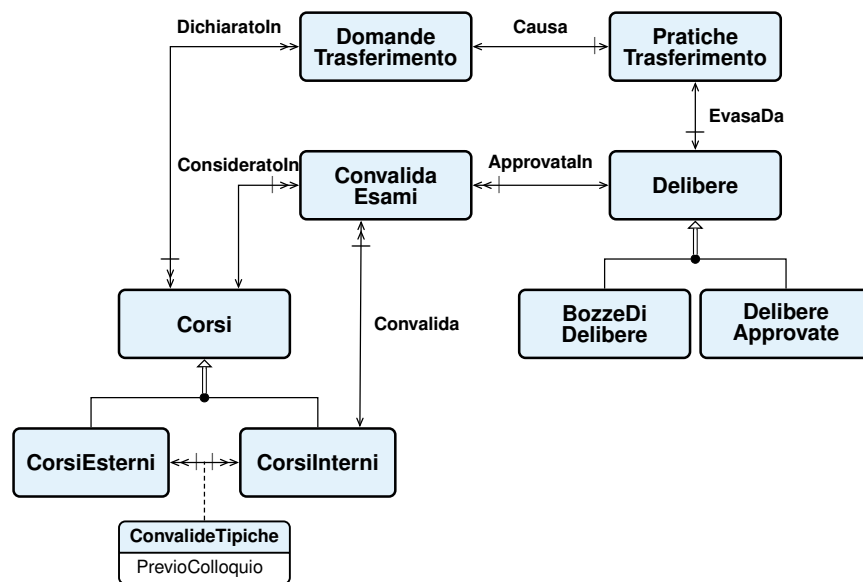 DichiaratoIn
Domande
Trasferimento
Causa
Pratiche
Trasferimento
EvasaDa
ConsideratoIn
Convalida
Esami
ApprovataIn
Delibere
Corsi
Convalida
BozzeDi
Delibere
Delibere
Approvate
CorsiEsterni
CorsiInterni
ConvalideTipiche
PrevioColloquio